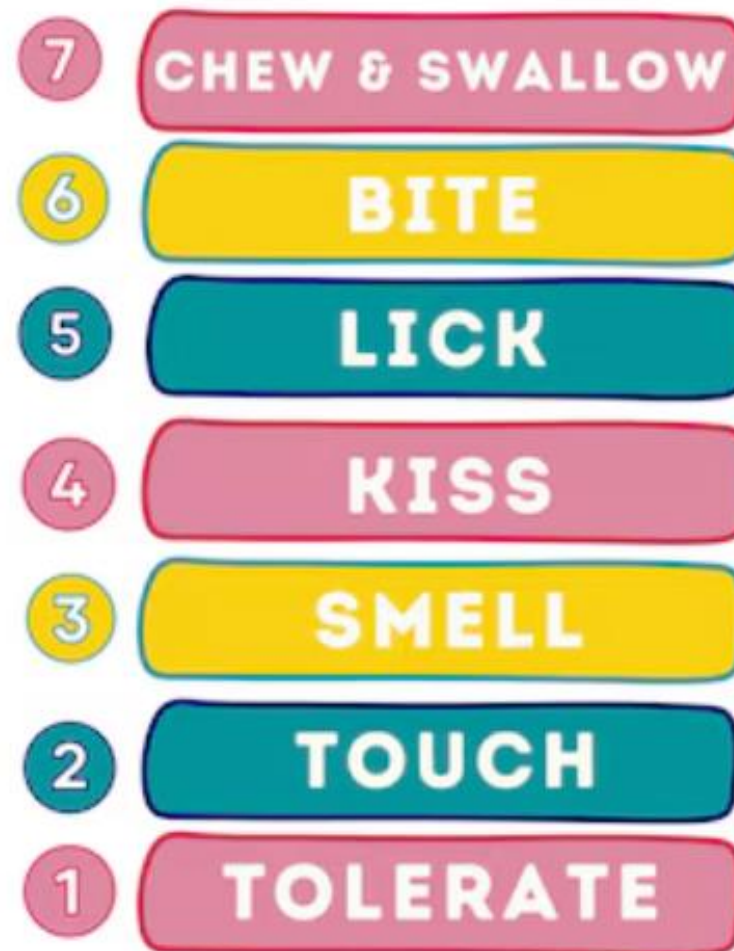 7 CHEW & SWALLOW
6 BITE
5 LICK
4 KISS
3 SMELL
2 TOUCH
1 TOLERATE